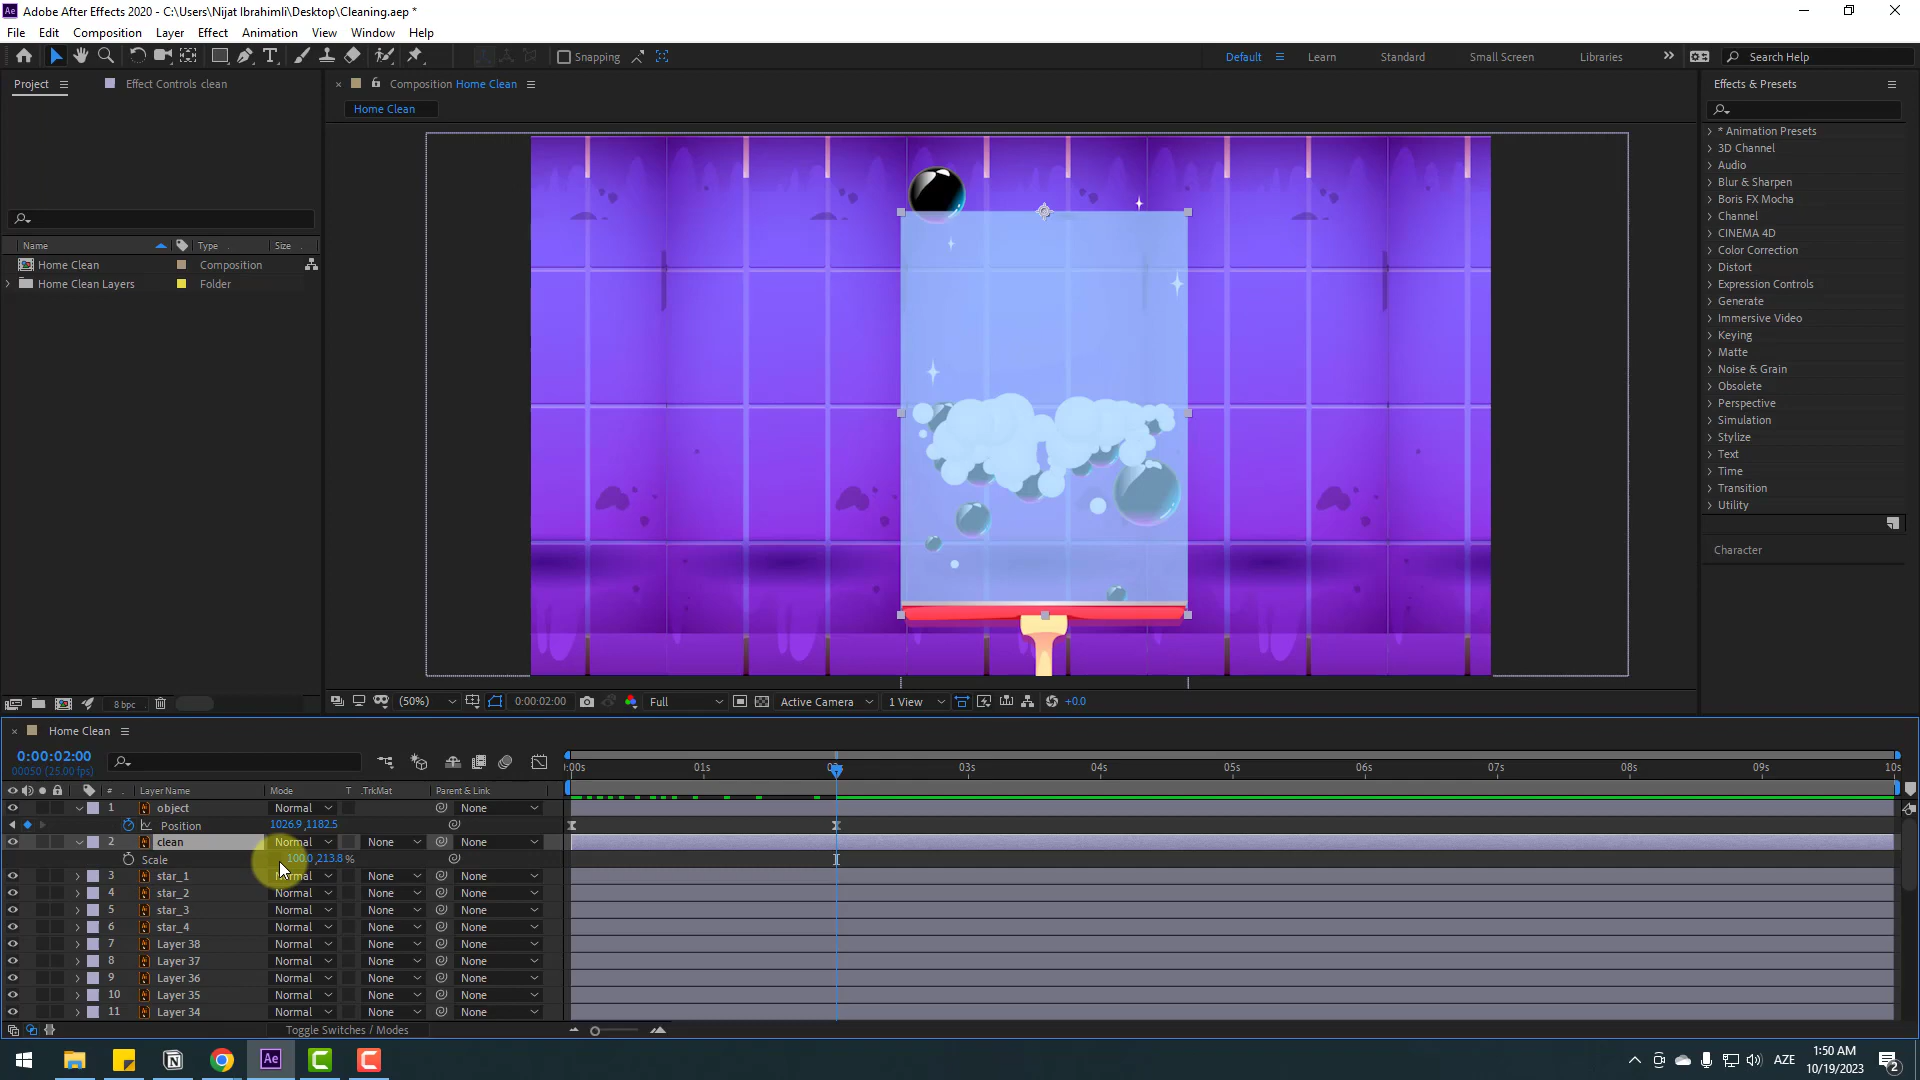 Adobe After Effects 2020 - C:\Users\Nijat Ibrahimli\Desktop\Cleaning.aep *
File Edit Composition Layer Effect Animation View Window Help
Snapping
Default Learn Standard Small Screen Libraries Search Help
Project Effect Controls clean
Composition Home Clean
Home Clean
Effects & Presets
* Animation Presets
3D Channel
Audio
Blur & Sharpen
Boris FX Mocha
Channel
CINEMA 4D
Color Correction
Distort
Expression Controls
Generate
Immersive Video
Keying
Matte
Noise & Grain
Obsolete
Perspective
Simulation
Stylize
Text
Time
Transition
Utility
Character
Name Type Size
Home Clean Composition
Home Clean Layers Folder
8 bpc
(50%) 0:00:02:00 Full Active Camera 1 View +0.0
Home Clean
0:00:02:00
00050 (25.00 fps)
:00s 01s 02s 03s 04s 05s 06s 07s 08s 09s 10s
# Layer Name Mode T .TrkMat Parent & Link
1 object Normal None
Position 1026.9,1182.5
2 clean Normal None None
Scale 100.0,213.8 %
3 star_1 Normal None None
4 star_2 Normal None None
5 star_3 Normal None None
6 star_4 Normal None None
7 Layer 38 Normal None None
8 Layer 37 Normal None None
9 Layer 36 Normal None None
10 Layer 35 Normal None None
11 Layer 34 Normal None None
Toggle Switches / Modes
Ae
AZE
1:50 AM
10/19/2023
2